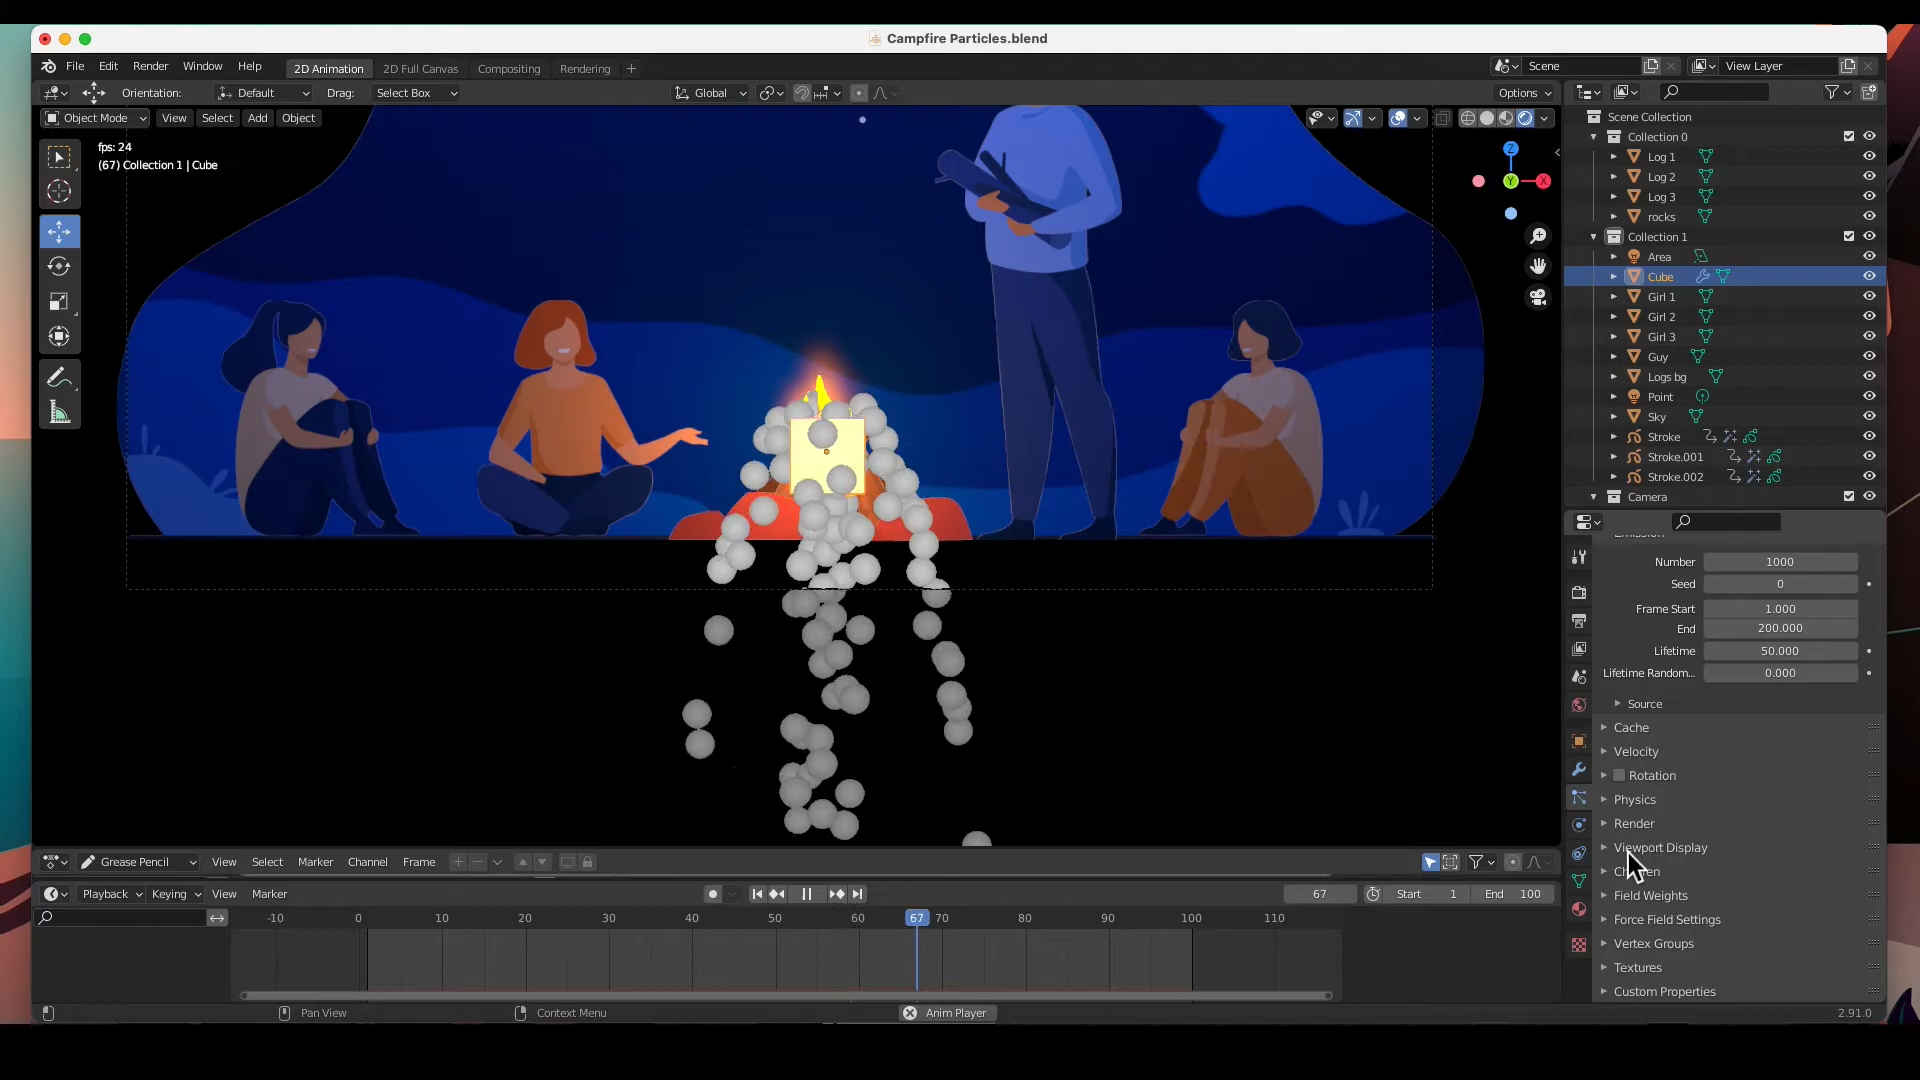 Campfire Particles.blend
File Edit Render Window Help 2D Animation 2D Full Canvas Compositing Rendering + Scene View Layer
Orientation: Default Drag: Select Box Global Options
Object Mode View Select Add Object
fps: 24
(67) Collection 1 | Cube
Z
Y
X
Scene Collection
Collection 0
Log 1
Log 2
Log 3
rocks
Collection 1
Area
Cube
Girl 1
Girl 2
Girl 3
Guy
Logs bg
Point
Sky
Stroke
Stroke.001
Stroke.002
Camera
Emission
Number 1000
Seed 0
Frame Start 1.000
End 200.000
Lifetime 50.000
Lifetime Random... 0.000
Source
Cache
Velocity
Rotation
Physics
Render
Viewport Display
Field Weights
Force Field Settings
Vertex Groups
Textures
Custom Properties
Grease Pencil View Select Marker Channel Frame
Playback Keying View Marker 67 Start 1 End 100
-10 0 10 20 30 40 50 60 67 70 80 90 100 110
Pan View Context Menu Anim Player 2.91.0